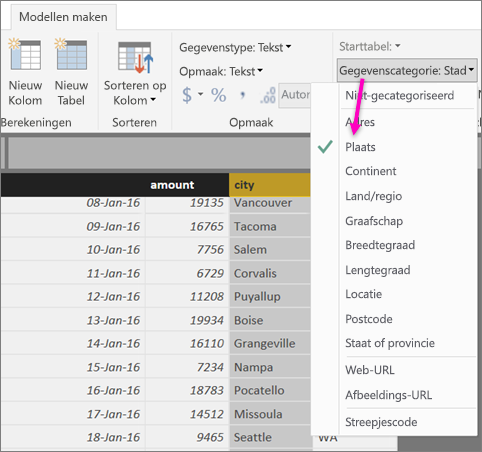 Modellen maken
Gegevenstype: Tekst
Starttabel:
Opmaak: Tekst
Gegevenscategorie: Stad
Nieuw Kolom
Nieuw Tabel
Sorteren op Kolom
$ % , .00 Autom
Berekeningen
Sorteren
Opmaak
Niet-gecategoriseerd
Adres
Plaats
Continent
Land/regio
Graafschap
Breedtegraad
Lengtegraad
Locatie
Postcode
Staat of provincie
Web-URL
Afbeeldings-URL
Streepjescode
amount city
08-Jan-16 19135 Vancouver
09-Jan-16 16765 Tacoma
10-Jan-16 7756 Salem
11-Jan-16 6729 Corvalis
12-Jan-16 11208 Puyallup
13-Jan-16 19934 Boise
14-Jan-16 16110 Grangeville
15-Jan-16 7234 Nampa
16-Jan-16 18783 Pocatello
17-Jan-16 14512 Missoula
18-Jan-16 9465 Seattle WA